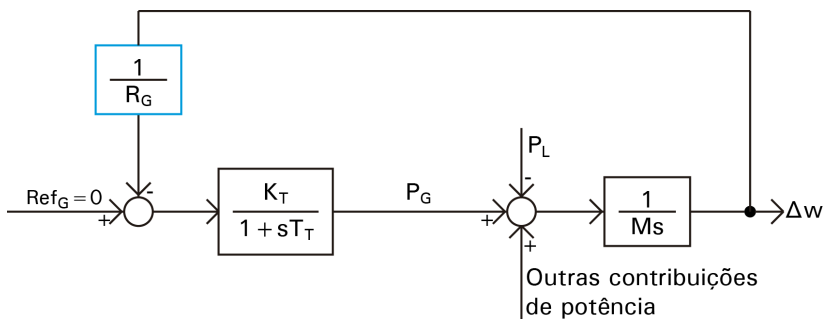 1
R_G
Ref_G = 0
+
-
K_T
1 + sT_T
P_G
P_L
-
+
+
1
Ms
Δw
Outras contribuições
de potência